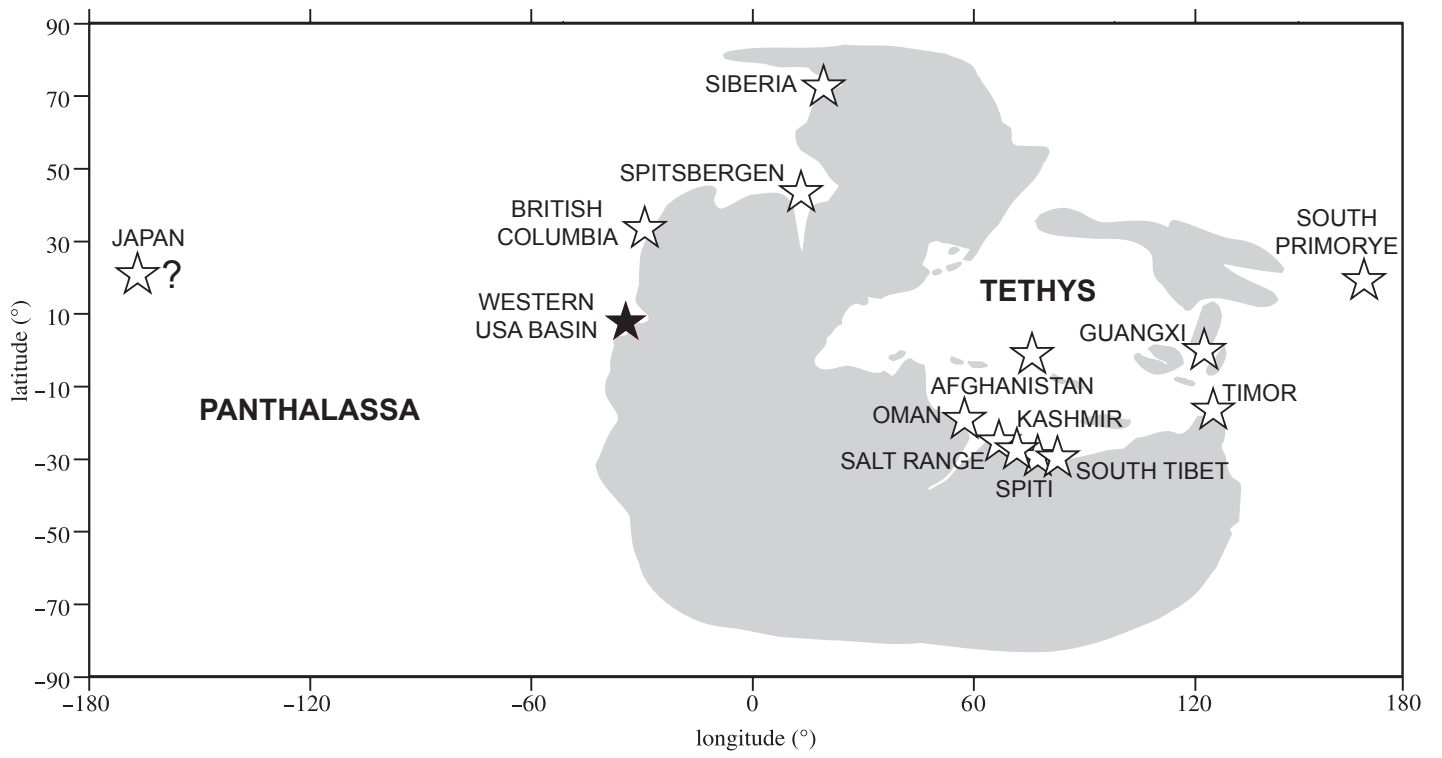 90
70
50
30
10
−10
−30
−50
−70
−90
latitude (°)
SIBERIA
SPITSBERGEN
BRITISH
COLUMBIA
JAPAN
?
SOUTH
PRIMORYE
TETHYS
WESTERN
USA BASIN
GUANGXI
AFGHANISTAN
TIMOR
PANTHALASSA
OMAN
KASHMIR
SALT RANGE
SOUTH TIBET
SPITI
−180
−120
−60
0
60
120
180
longitude (°)